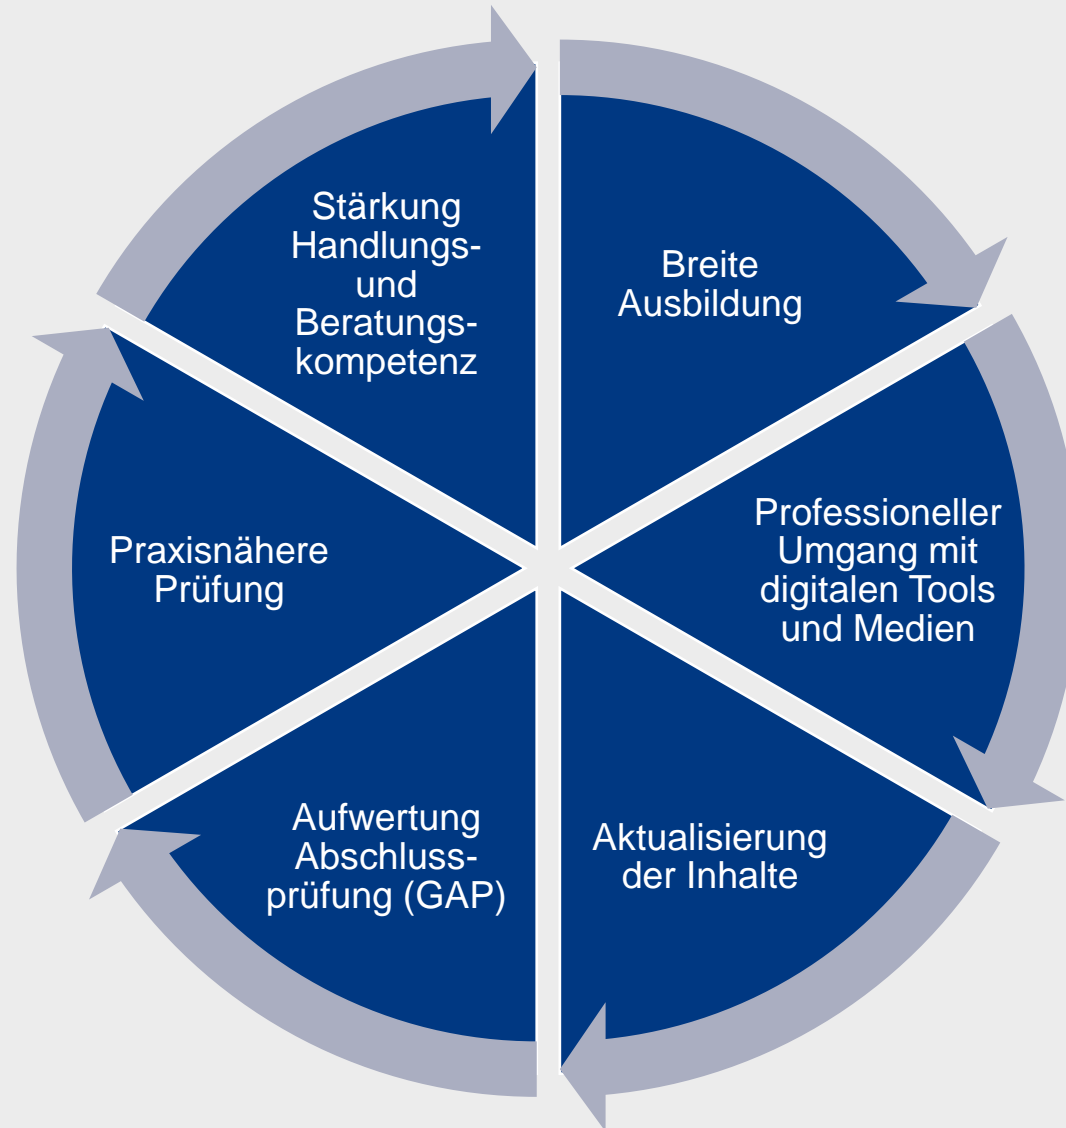 Stärkung
Handlungs-
und
Beratungs-
kompetenz
Breite
Ausbildung
Professioneller
Umgang mit
digitalen Tools
und Medien
Aktualisierung
der Inhalte
Aufwertung
Abschluss-
prüfung (GAP)
Praxisnähere
Prüfung